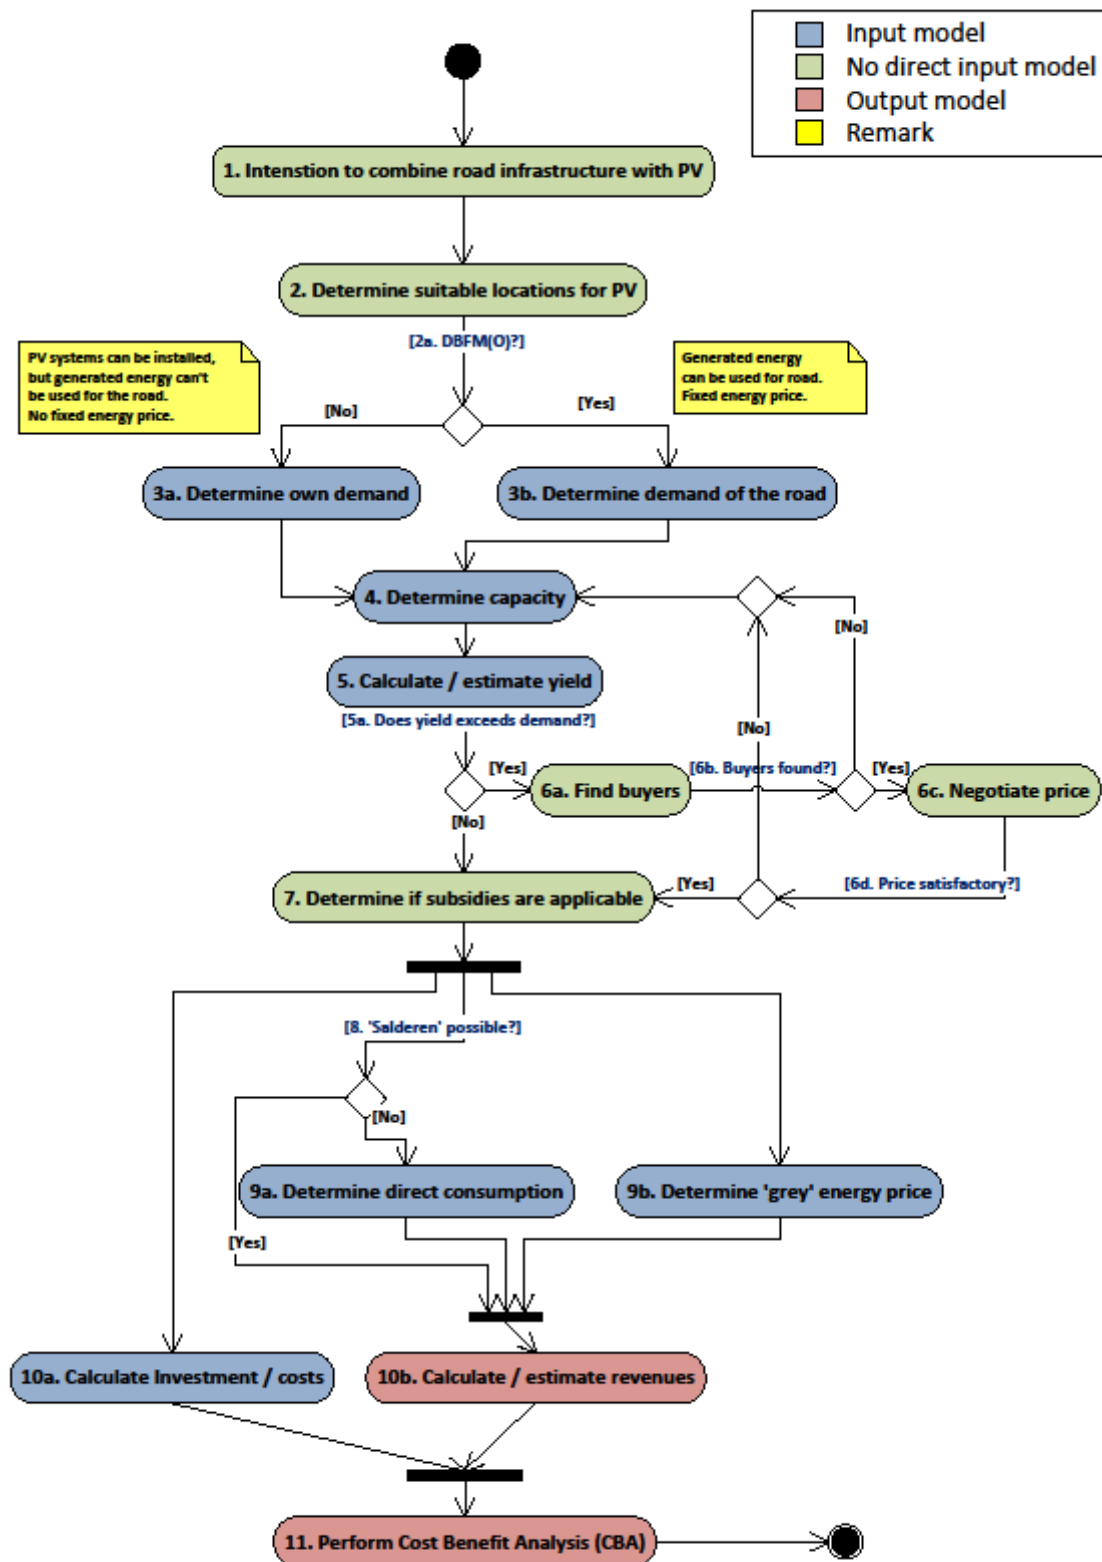 Input model
No direct input model
Output model
Remark
1. Intenstion to combine road infrastructure with PV
2. Determine suitable locations for PV
[2a. DBFM(O)?]
PV systems can be installed,
but generated energy can't
be used for the road.
No fixed energy price.
Generated energy
can be used for road.
Fixed energy price.
[No]
[Yes]
3a. Determine own demand
3b. Determine demand of the road
4. Determine capacity
[No]
5. Calculate / estimate yield
[5a. Does yield exceeds demand?]
[No]
[Yes]
6a. Find buyers
[6b. Buyers found?]
[Yes]
6c. Negotiate price
[No]
7. Determine if subsidies are applicable
[Yes]
[6d. Price satisfactory?]
[8. 'Salderen' possible?]
[No]
9a. Determine direct consumption
9b. Determine 'grey' energy price
[Yes]
10a. Calculate Investment / costs
10b. Calculate / estimate revenues
11. Perform Cost Benefit Analysis (CBA)